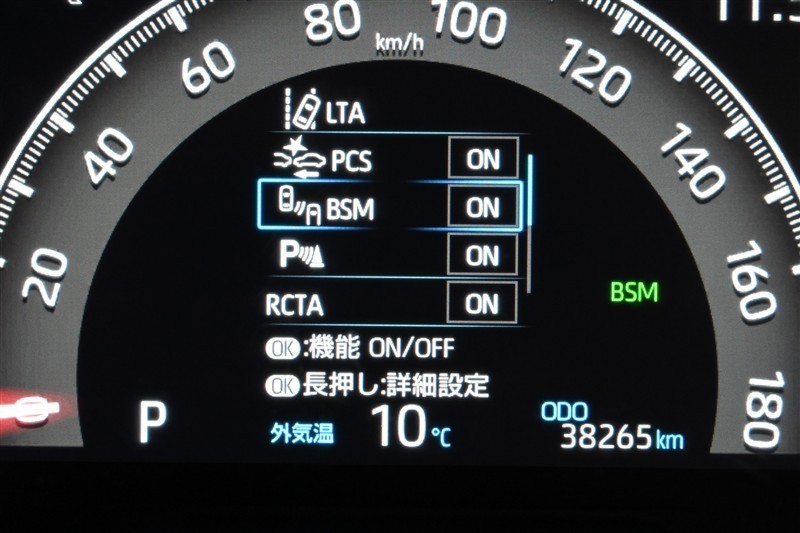 80
km/h
100
60
120
LTA
40
PCS ON
140
BSM ON
P ON
20
160
BSM
RCTA ON
OK:機能 ON/OFF
OK長押し:詳細設定
0
P
外気温 10℃
ODO
38265km
180